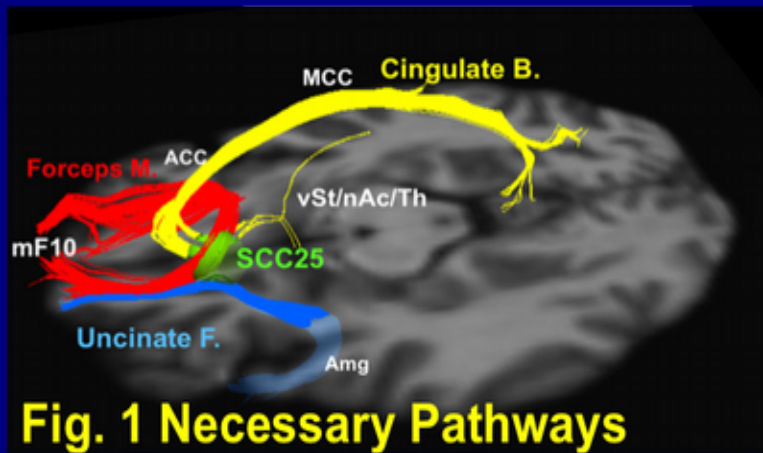 MCC
Cingulate B.
ACC
Forceps M.
vSt/nAc/Th
mF10
SCC25
Uncinate F.
Amg
Fig. 1 Necessary Pathways